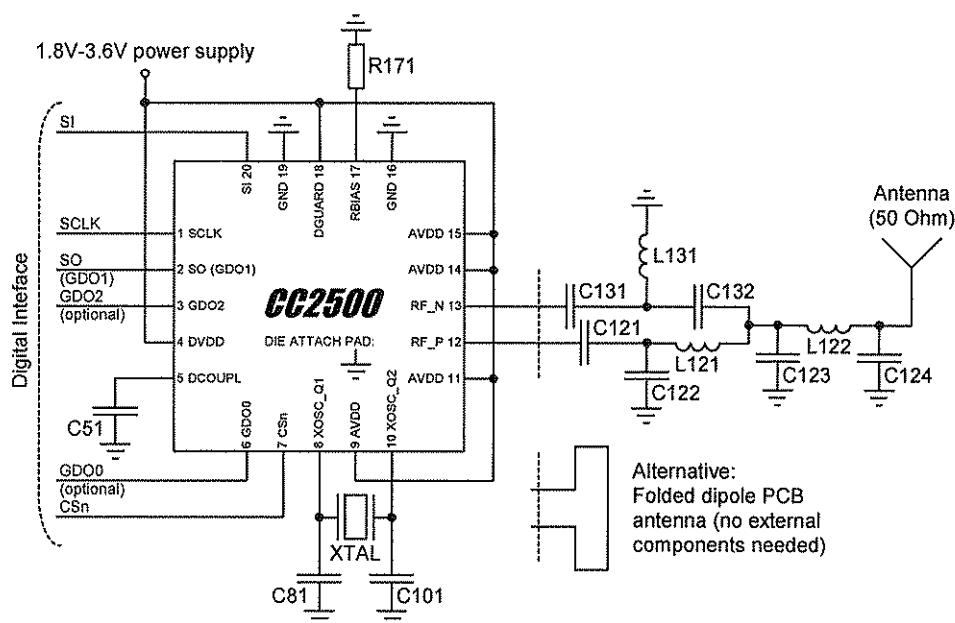 1.8V-3.6V power supply
R171
SI
SI 20
GND 19
DGUARD 18
RBIAS 17
GND 16
Antenna
(50 Ohm)
SCLK
1 SCLK
AVDD 15
L131
SO
(GDO1)
2 SO (GDO1)
AVDD 14
C131
C132
GDO2
(optional)
3 GDO2
CC2500
RF_N 13
C121
Digital Inteface
4 DVDD
DIE ATTACH PAD:
RF_P 12
L121
L122
C123
C124
5 DCOUPL
AVDD 11
C122
C51
6 GDO0
7 CSn
8 XOSC_Q1
9 AVDD
10 XOSC_Q2
GDO0
(optional)
CSn
XTAL
C81
C101
Alternative:
Folded dipole PCB
antenna (no external
components needed)